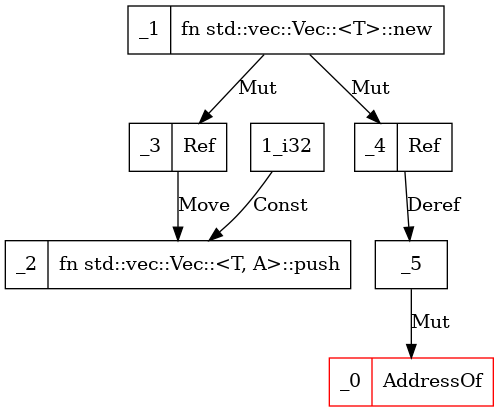 _1 fn std::vec::Vec::<T>::new
Mut Mut
_3 Ref 1_i32 _4 Ref
Move Const Deref
_2 fn std::vec::Vec::<T, A>::push _5
Mut
_0 AddressOf